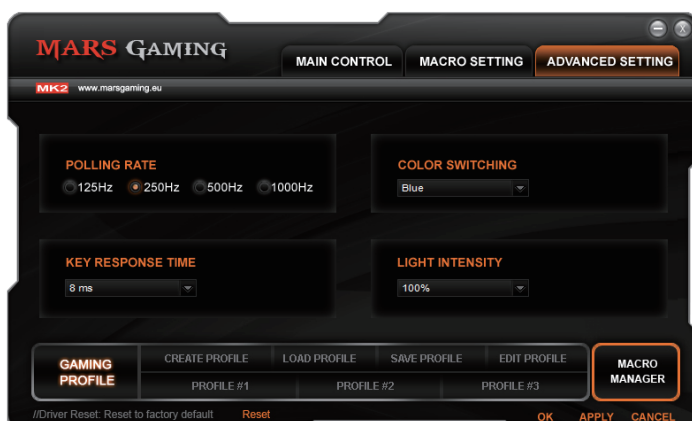 MARS GAMING
MAIN CONTROL MACRO SETTING ADVANCED SETTING
MK2 www.marsgaming.eu
POLLING RATE
125Hz 250Hz 500Hz 1000Hz
COLOR SWITCHING
Blue
KEY RESPONSE TIME
8 ms
LIGHT INTENSITY
100%
GAMING PROFILE
CREATE PROFILE LOAD PROFILE SAVE PROFILE EDIT PROFILE
PROFILE #1 PROFILE #2 PROFILE #3
MACRO MANAGER
//Driver Reset: Reset to factory default Reset
OK APPLY CANCEL